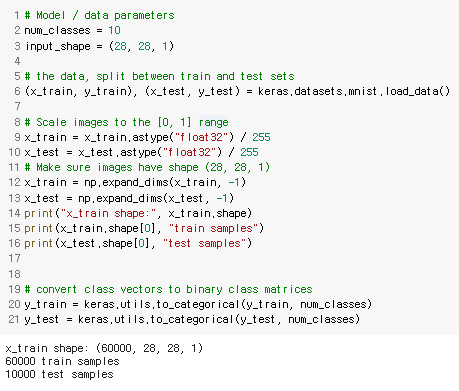 1 # Model / data parameters
2 num_classes = 10
3 input_shape = (28, 28, 1)
4
5 # the data, split between train and test sets
6 (x_train, y_train), (x_test, y_test) = keras.datasets.mnist.load_data()
7
8 # Scale images to the [0, 1] range
9 x_train = x_train.astype("float32") / 255
10 x_test = x_test.astype("float32") / 255
11 # Make sure images have shape (28, 28, 1)
12 x_train = np.expand_dims(x_train, -1)
13 x_test = np.expand_dims(x_test, -1)
14 print("x_train shape:", x_train.shape)
15 print(x_train.shape[0], "train samples")
16 print(x_test.shape[0], "test samples")
17
18
19 # convert class vectors to binary class matrices
20 y_train = keras.utils.to_categorical(y_train, num_classes)
21 y_test = keras.utils.to_categorical(y_test, num_classes)
x_train shape: (60000, 28, 28, 1)
60000 train samples
10000 test samples